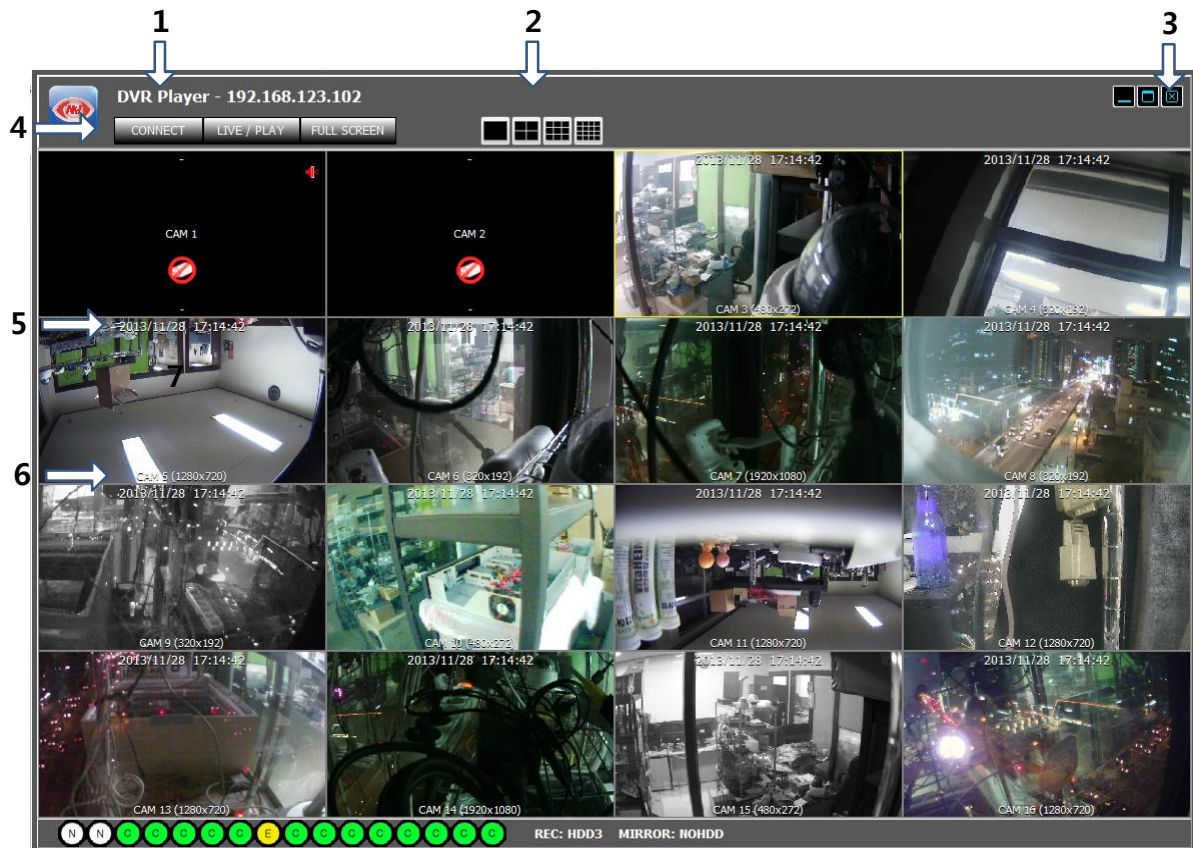 1 2 3
DVR Player - 192.168.123.102
4
CONNECT LIVE / PLAY FULL SCREEN
- - 2013/11/28 17:14:42 2013/11/28 17:14:42
CAM 1 CAM 2
- - CAM 3 (480x272) CAM 4 (320x192)
5
2013/11/28 17:14:42 2013/11/28 17:14:42 2013/11/28 17:14:42 2013/11/28 17:14:42
7
6
CAM 5 (1280x720) CAM 6 (320x192) CAM 7 (1920x1080) CAM 8 (320x192)
2013/11/28 17:14:42 2013/11/28 17:14:42 2013/11/28 17:14:42 2013/11/28 17:14:42
CAM 9 (320x192) CAM 10 (480x272) CAM 11 (1280x720) CAM 12 (1280x720)
2013/11/28 17:14:42 2013/11/28 17:14:42 2013/11/28 17:14:42 2013/11/28 17:14:42
CAM 13 (1280x720) CAM 14 (1920x1080) CAM 15 (480x272) CAM 16 (1280x720)
N N C C C C C E C C C C C C C C REC: HDD3 MIRROR: NOHDD